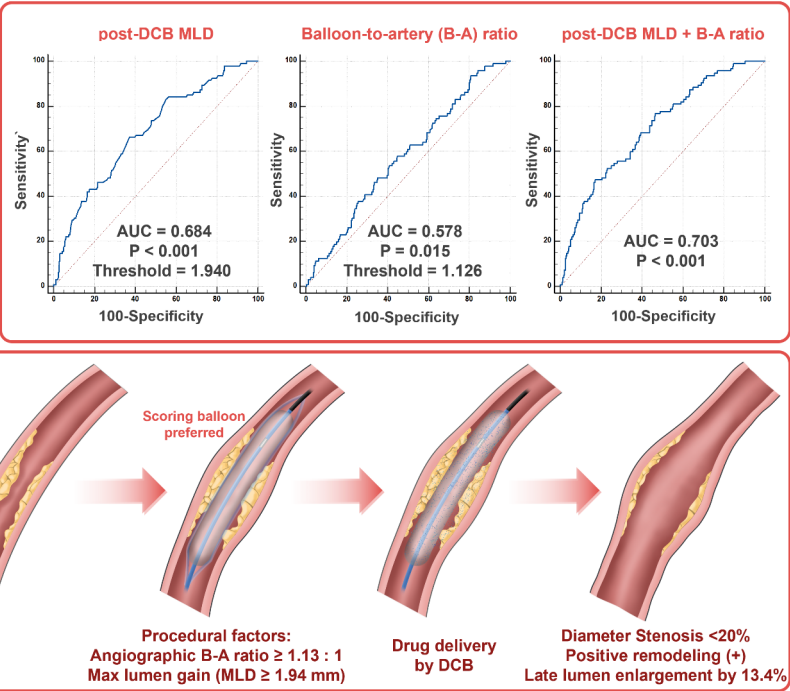 post-DCB MLD
Balloon-to-artery (B-A) ratio
post-DCB MLD + B-A ratio
Sensitivity`
100
80
60
40
20
0
AUC = 0.684
P < 0.001
Threshold = 1.940
0 20 40 60 80 100
100-Specificity
Sensitivity
100
80
60
40
20
0
AUC = 0.578
P = 0.015
Threshold = 1.126
0 20 40 60 80 100
100-Specificity
Sensitivity
100
80
60
40
20
0
AUC = 0.703
P < 0.001
0 20 40 60 80 100
100-Specificity
Scoring balloon
preferred
Procedural factors:
Angiographic B-A ratio ≥ 1.13 : 1
Max lumen gain (MLD ≥ 1.94 mm)
Drug delivery
by DCB
Diameter Stenosis <20%
Positive remodeling (+)
Late lumen enlargement by 13.4%